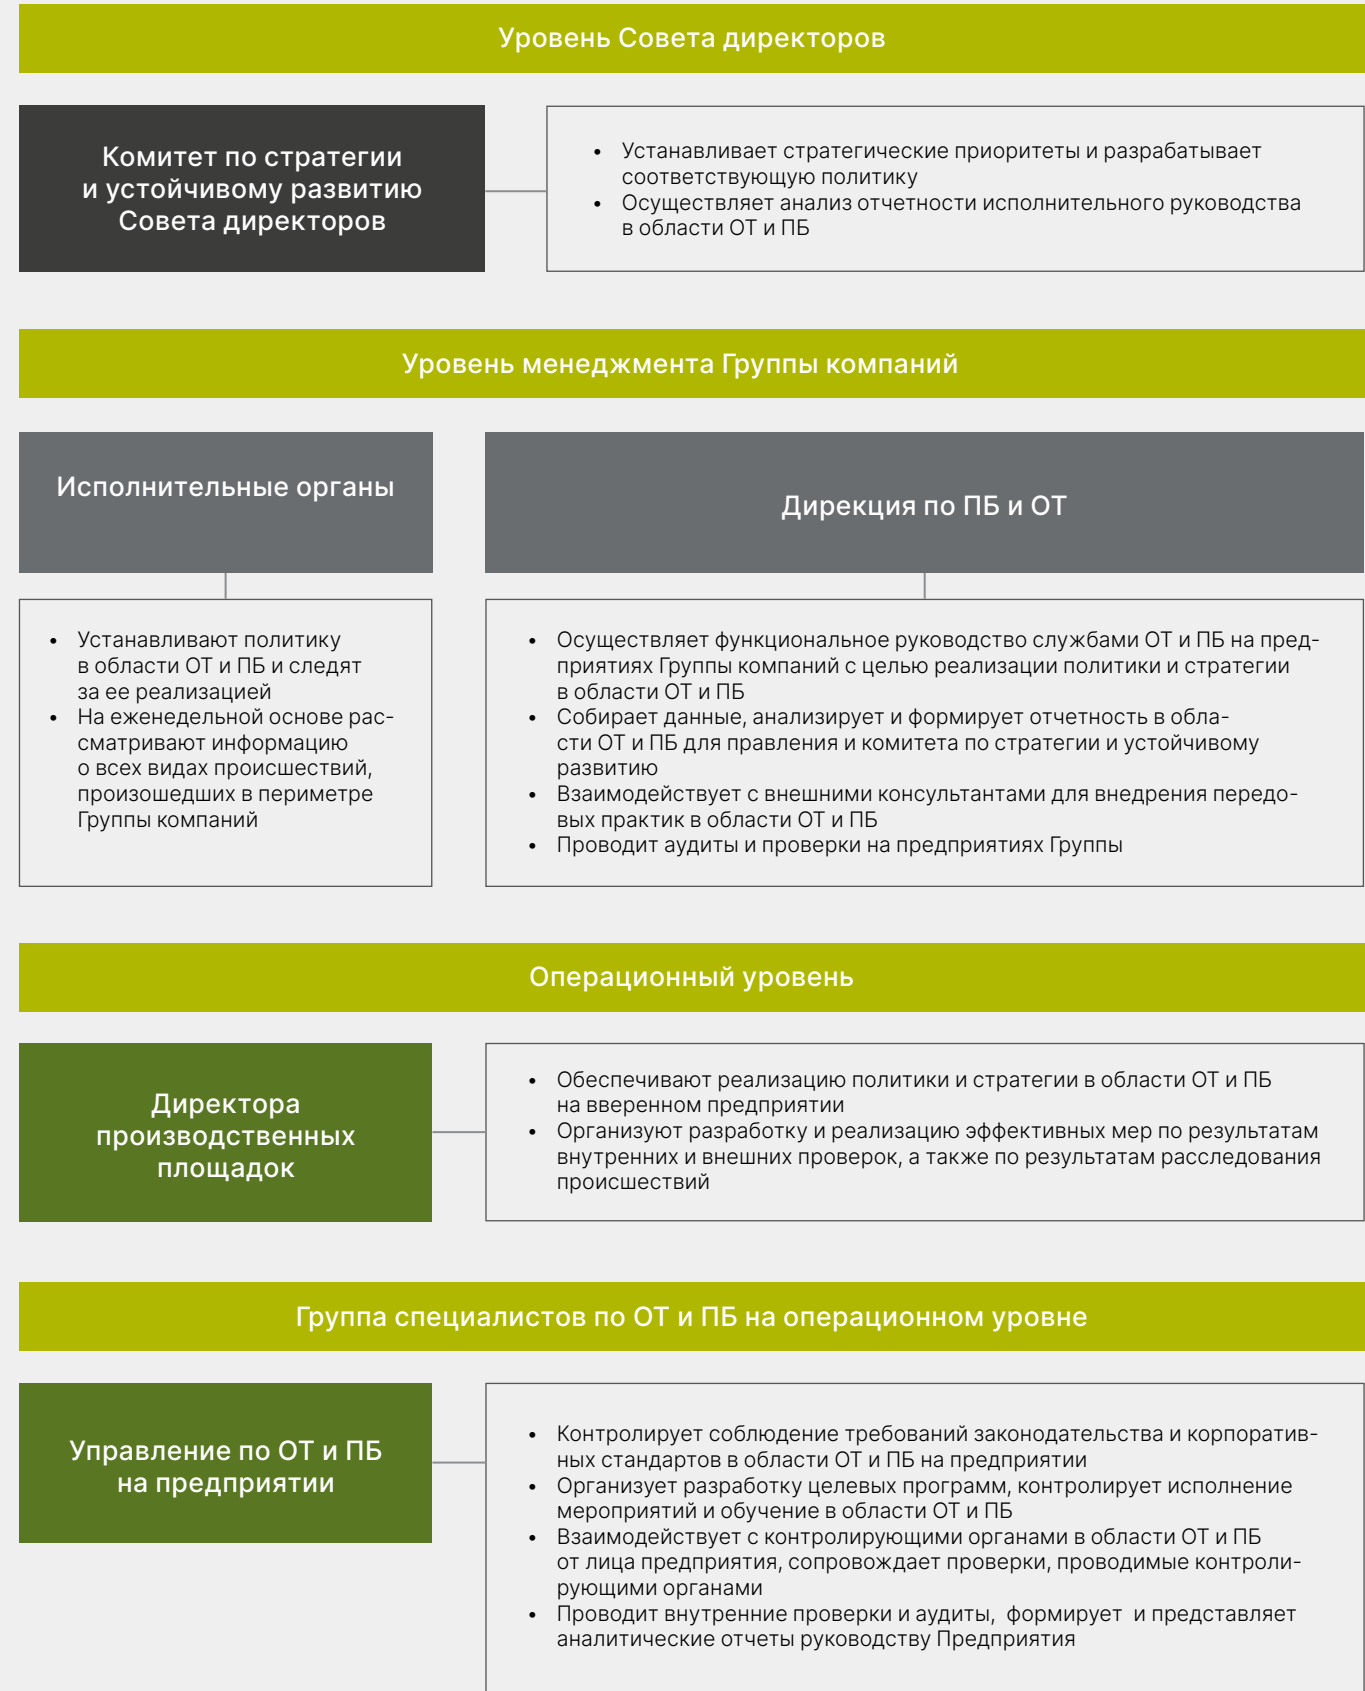 Уровень Совета директоров
Комитет по стратегии
и устойчивому развитию
Совета директоров
• Устанавливает стратегические приоритеты и разрабатывает
соответствующую политику
• Осуществляет анализ отчетности исполнительного руководства
в области ОТ и ПБ
Уровень менеджмента Группы компаний
Исполнительные органы
• Устанавливают политику
в области ОТ и ПБ и следят
за ее реализацией
• На еженедельной основе рас-
сматривают информацию
о всех видах происшествий,
произошедших в периметре
Группы компаний
Дирекция по ПБ и ОТ
• Осуществляет функциональное руководство службами ОТ и ПБ на пред-
приятиях Группы компаний с целью реализации политики и стратегии
в области ОТ и ПБ
• Собирает данные, анализирует и формирует отчетность в обла-
сти ОТ и ПБ для правления и комитета по стратегии и устойчивому
развитию
• Взаимодействует с внешними консультантами для внедрения передо-
вых практик в области ОТ и ПБ
• Проводит аудиты и проверки на предприятиях Группы
Операционный уровень
Директора
производственных
площадок
• Обеспечивают реализацию политики и стратегии в области ОТ и ПБ
на вверенном предприятии
• Организуют разработку и реализацию эффективных мер по результатам
внутренних и внешних проверок, а также по результатам расследования
происшествий
Группа специалистов по ОТ и ПБ на операционном уровне
Управление по ОТ и ПБ
на предприятии
• Контролирует соблюдение требований законодательства и корпоратив-
ных стандартов в области ОТ и ПБ на предприятии
• Организует разработку целевых программ, контролирует исполнение
мероприятий и обучение в области ОТ и ПБ
• Взаимодействует с контролирующими органами в области ОТ и ПБ
от лица предприятия, сопровождает проверки, проводимые контроли-
рующими органами
• Проводит внутренние проверки и аудиты, формирует и представляет
аналитические отчеты руководству Предприятия